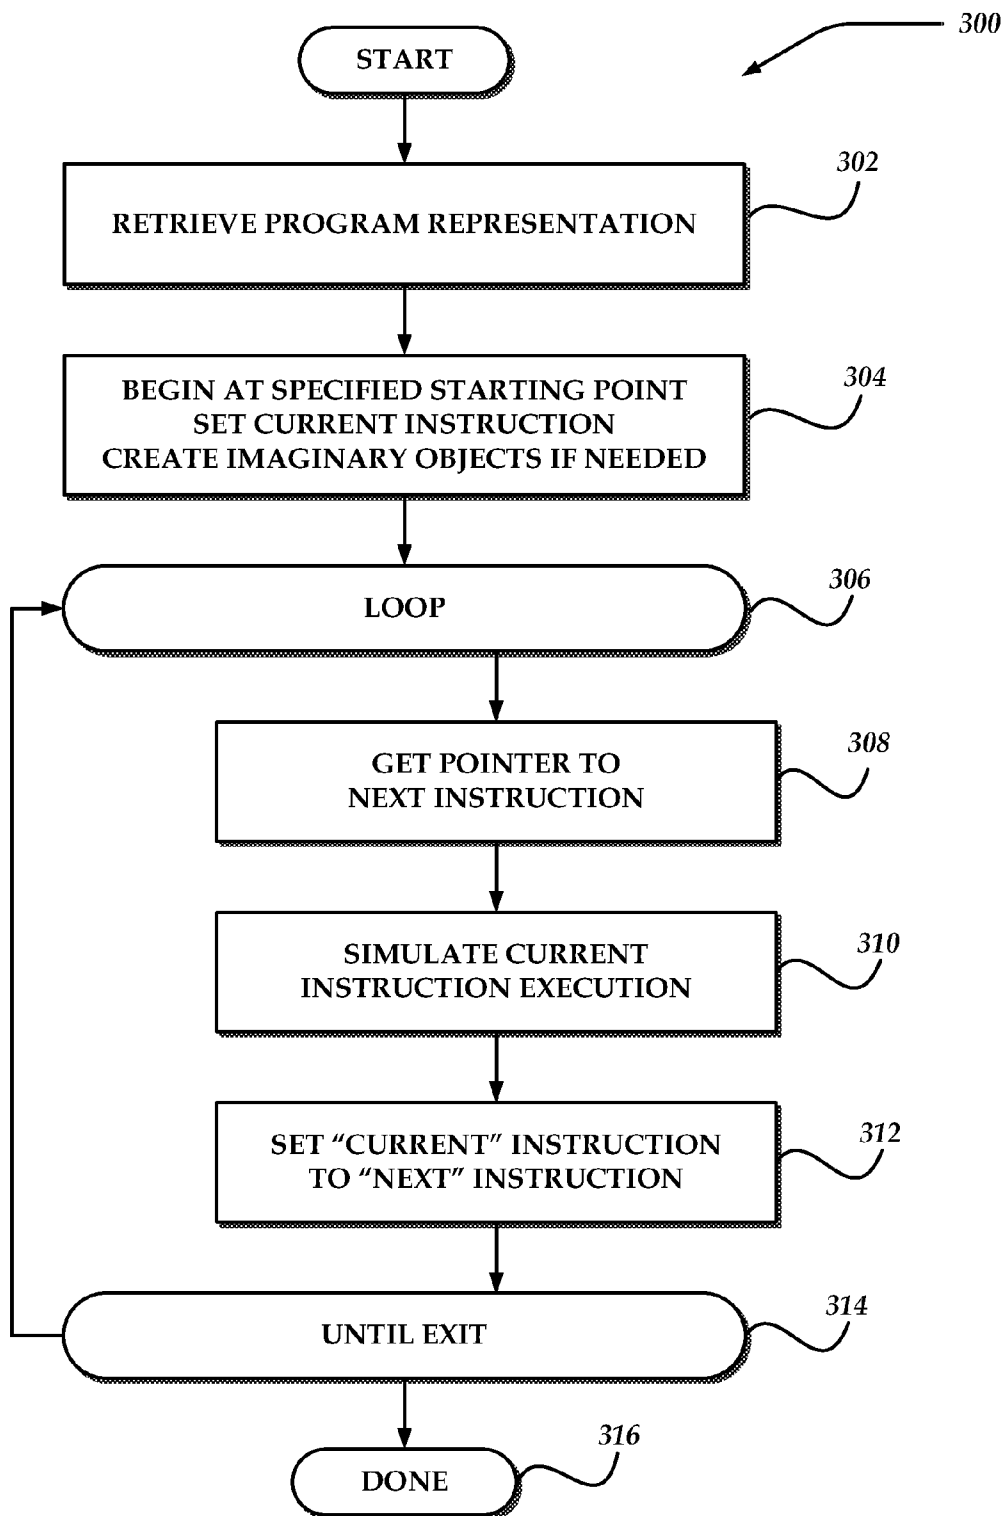 300
START
302
RETRIEVE PROGRAM REPRESENTATION
304
BEGIN AT SPECIFIED STARTING POINT
SET CURRENT INSTRUCTION
CREATE IMAGINARY OBJECTS IF NEEDED
306
LOOP
308
GET POINTER TO
NEXT INSTRUCTION
310
SIMULATE CURRENT
INSTRUCTION EXECUTION
312
SET “CURRENT” INSTRUCTION
TO “NEXT” INSTRUCTION
314
UNTIL EXIT
316
DONE